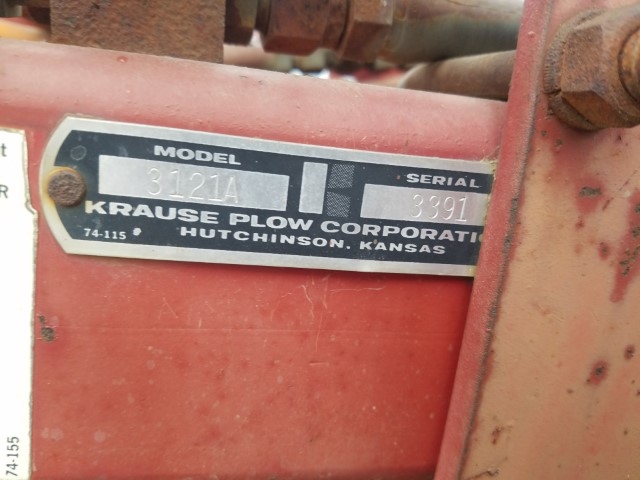 MODEL
3121A
SERIAL
3391
KRAUSE PLOW CORPORATI
HUTCHINSON, KANSAS
74-115
t
R
74-155